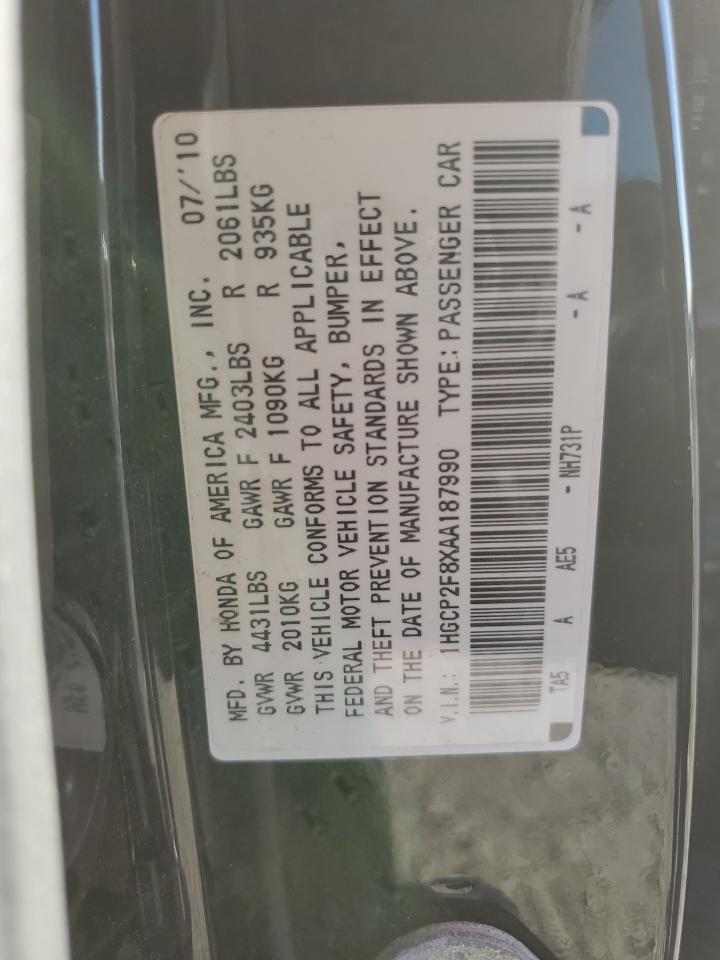 MFD. BY HONDA OF AMERICA MFG., INC. 07/'10
GVWR 4431LBS GAWR F 2403LBS R 2061LBS
GVWR 2010KG GAWR F 1090KG R 935KG
THIS VEHICLE CONFORMS TO ALL APPLICABLE
FEDERAL MOTOR VEHICLE SAFETY, BUMPER,
AND THEFT PREVENTION STANDARDS IN EFFECT
ON THE DATE OF MANUFACTURE SHOWN ABOVE.
V.I.N.: 1HGCP2F8XAA187990 TYPE: PASSENGER CAR
TA5 A AE5 - NH731P - A - A